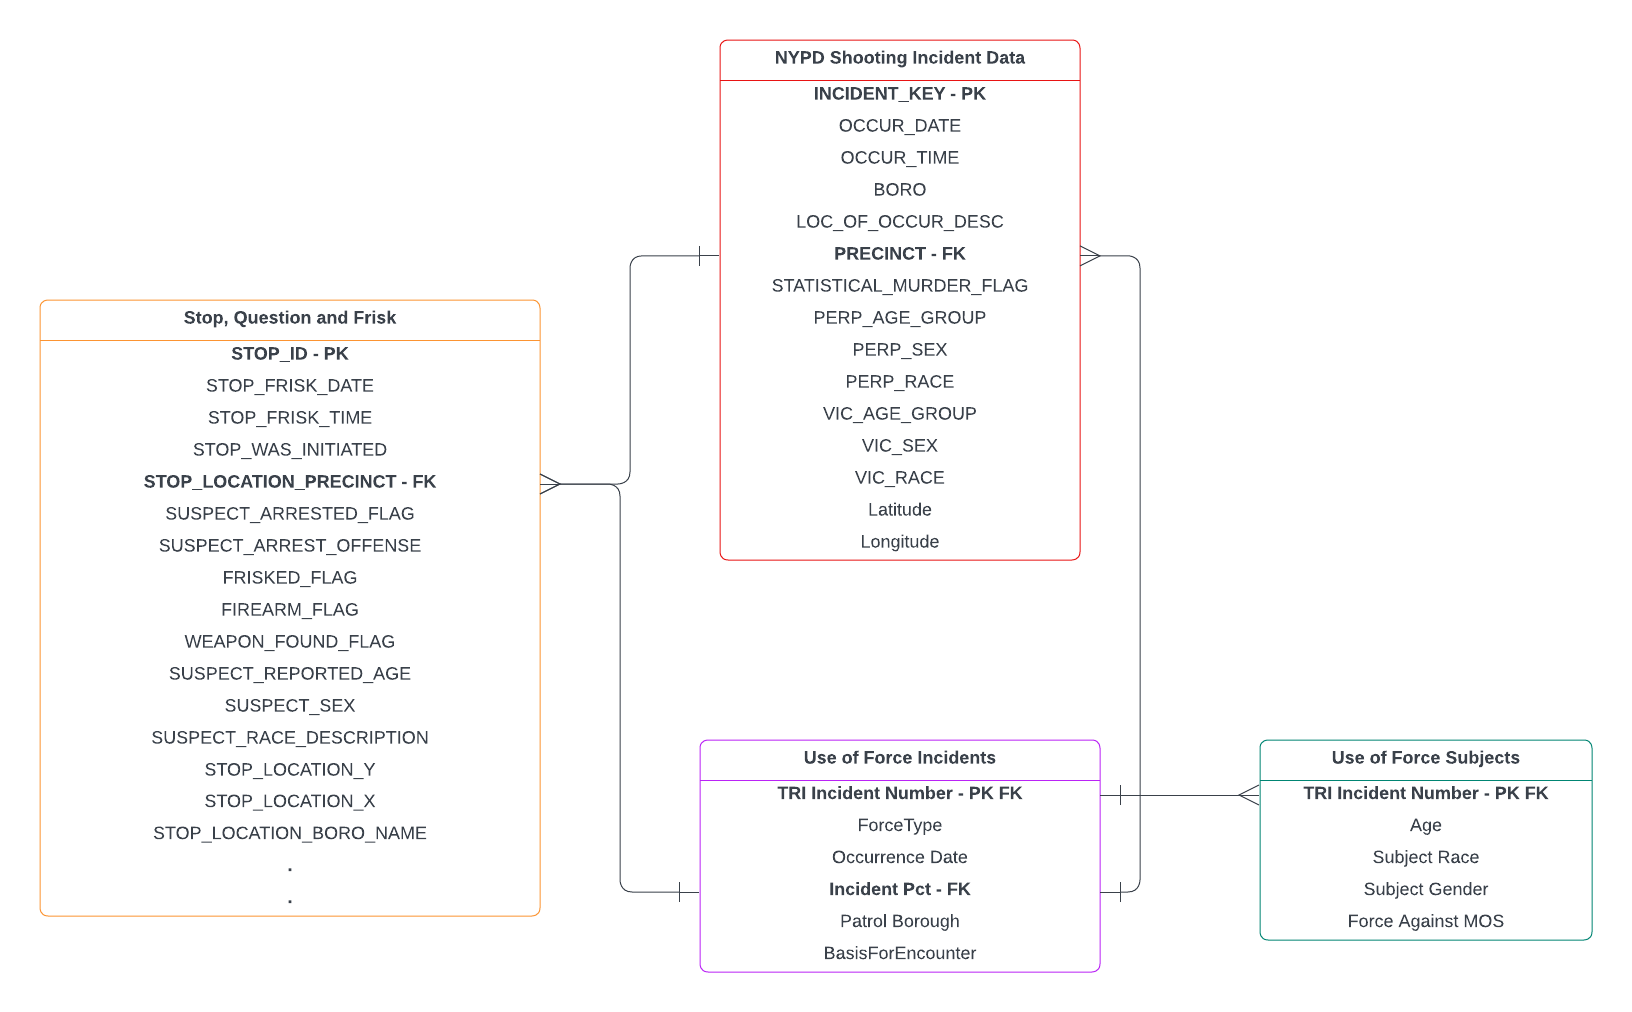 NYPD Shooting Incident Data
INCIDENT_KEY - PK
OCCUR_DATE
OCCUR_TIME
BORO
LOC_OF_OCCUR_DESC
PRECINCT - FK
STATISTICAL_MURDER_FLAG
PERP_AGE_GROUP
PERP_SEX
PERP_RACE
VIC_AGE_GROUP
VIC_SEX
VIC_RACE
Latitude
Longitude
Stop, Question and Frisk
STOP_ID - PK
STOP_FRISK_DATE
STOP_FRISK_TIME
STOP_WAS_INITIATED
STOP_LOCATION_PRECINCT - FK
SUSPECT_ARRESTED_FLAG
SUSPECT_ARREST_OFFENSE
FRISKED_FLAG
FIREARM_FLAG
WEAPON_FOUND_FLAG
SUSPECT_REPORTED_AGE
SUSPECT_SEX
SUSPECT_RACE_DESCRIPTION
STOP_LOCATION_Y
STOP_LOCATION_X
STOP_LOCATION_BORO_NAME
.
.
Use of Force Incidents
TRI Incident Number - PK FK
ForceType
Occurrence Date
Incident Pct - FK
Patrol Borough
BasisForEncounter
Use of Force Subjects
TRI Incident Number - PK FK
Age
Subject Race
Subject Gender
Force Against MOS